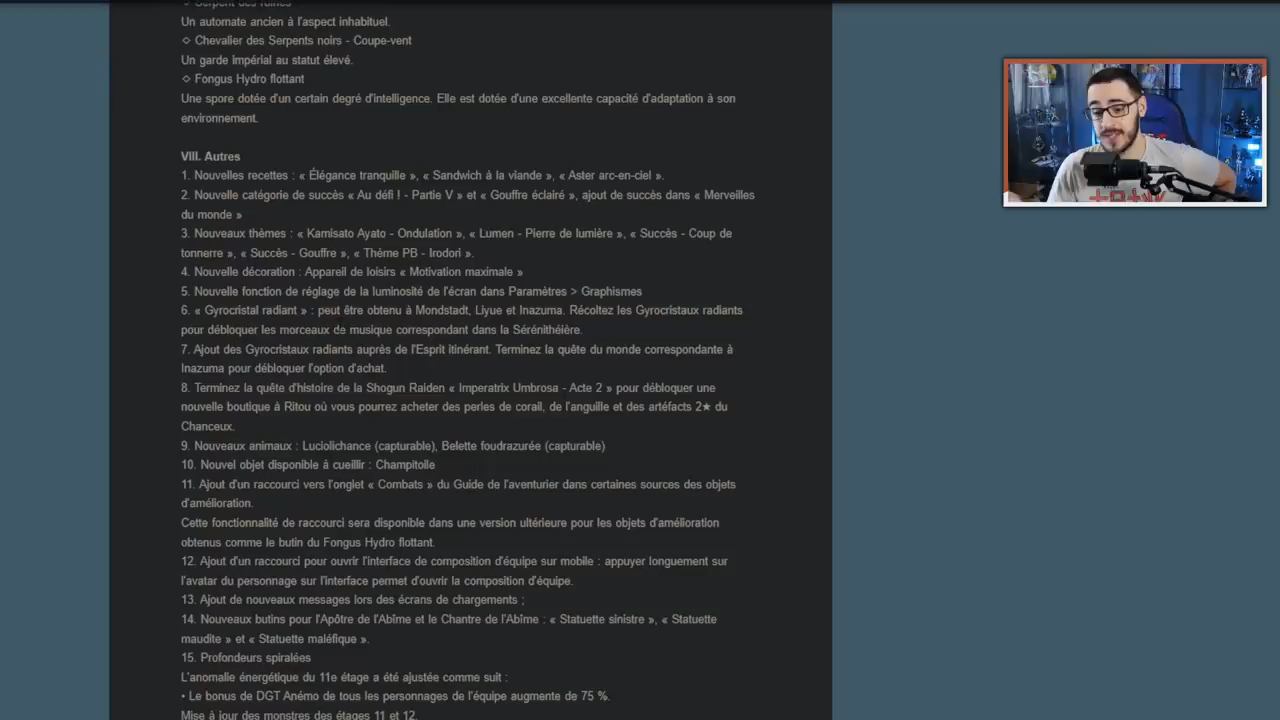 ◇ Serpent des ruines
Un automate ancien à l'aspect inhabituel.
◇ Chevalier des Serpents noirs - Coupe-vent
Un garde impérial au statut élevé.
◇ Fongus Hydro flottant
Une spore dotée d'un certain degré d'intelligence. Elle est dotée d'une excellente capacité d'adaptation à son
environnement.
VIII. Autres
1. Nouvelles recettes : « Élégance tranquille », « Sandwich à la viande », « Aster arc-en-ciel ».
2. Nouvelle catégorie de succès « Au défi ! - Partie V » et « Gouffre éclairé », ajout de succès dans « Merveilles
du monde »
3. Nouveaux thèmes : « Kamisato Ayato - Ondulation », « Lumen - Pierre de lumière », « Succès - Coup de
tonnerre », « Succès - Gouffre », « Thème PB - Irodori ».
4. Nouvelle décoration : Appareil de loisirs « Motivation maximale »
5. Nouvelle fonction de réglage de la luminosité de l'écran dans Paramètres > Graphismes
6. « Gyrocristal radiant » : peut être obtenu à Mondstadt, Liyue et Inazuma. Récoltez les Gyrocristaux radiants
pour débloquer les morceaux de musique correspondant dans la Sérénithéière.
7. Ajout des Gyrocristaux radiants auprès de l'Esprit itinérant. Terminez la quête du monde correspondante à
Inazuma pour débloquer l'option d'achat.
8. Terminez la quête d'histoire de la Shogun Raiden « Imperatrix Umbrosa - Acte 2 » pour débloquer une
nouvelle boutique à Ritou où vous pourrez acheter des perles de corail, de l'anguille et des artéfacts 2★ du
Chanceux.
9. Nouveaux animaux : Luciolichance (capturable), Belette foudrazurée (capturable)
10. Nouvel objet disponible à cueillir : Champitolle
11. Ajout d'un raccourci vers l'onglet « Combats » du Guide de l'aventurier dans certaines sources des objets
d'amélioration.
Cette fonctionnalité de raccourci sera disponible dans une version ultérieure pour les objets d'amélioration
obtenus comme le butin du Fongus Hydro flottant.
12. Ajout d'un raccourci pour ouvrir l'interface de composition d'équipe sur mobile : appuyer longuement sur
l'avatar du personnage sur l'interface permet d'ouvrir la composition d'équipe.
13. Ajout de nouveaux messages lors des écrans de chargements ;
14. Nouveaux butins pour l'Apôtre de l'Abîme et le Chantre de l'Abîme : « Statuette sinistre », « Statuette
maudite » et « Statuette maléfique ».
15. Profondeurs spiralées
L'anomalie énergétique du 11e étage a été ajustée comme suit :
• Le bonus de DGT Anémo de tous les personnages de l'équipe augmente de 75 %.
Mise à jour des monstres des étages 11 et 12.